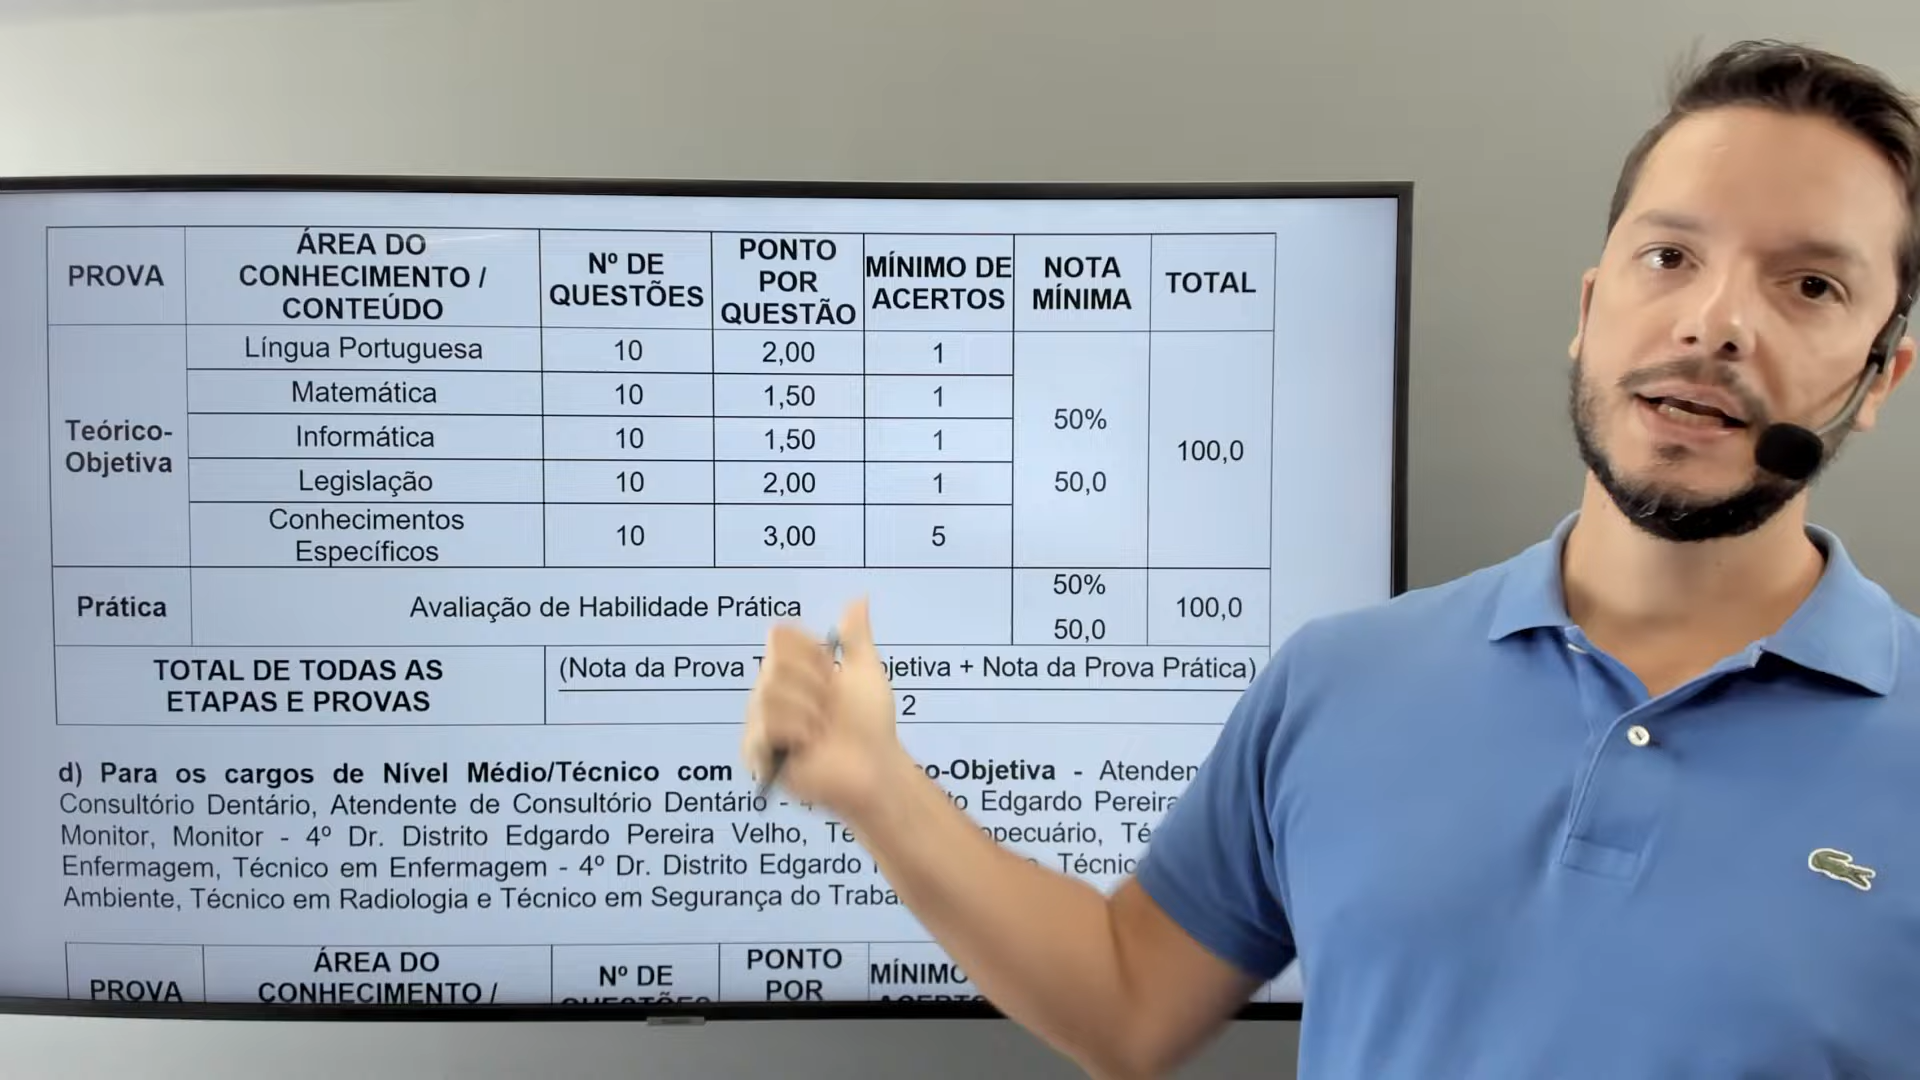 PROVA
ÁREA DO
CONHECIMENTO /
CONTEÚDO
Nº DE
QUESTÕES
PONTO
POR
QUESTÃO
MÍNIMO DE
ACERTOS
NOTA
MÍNIMA
TOTAL
Teórico-
Objetiva
Língua Portuguesa 10 2,00 1
Matemática 10 1,50 1
Informática 10 1,50 1
Legislação 10 2,00 1
Conhecimentos
Específicos
10 3,00 5
50%
50,0
100,0
Prática
Avaliação de Habilidade Prática
50%
50,0
100,0
TOTAL DE TODAS AS
ETAPAS E PROVAS
(Nota da Prova + Nota da Prova Prática)
2
d) Para os cargos de Nível Médio/Técnico com -
Consultório Dentário, Atendente de Consultório Dentário - Edgardo
Monitor, Monitor - 4º Dr. Distrito Edgardo Pereira Velho,
Enfermagem, Técnico em Enfermagem - 4º Dr. Distrito Edgardo
Ambiente, Técnico em Radiologia e Técnico em Segurança do
PROVA
ÁREA DO
CONHECIMENTO /
Nº DE
QUESTÕES
PONTO
POR